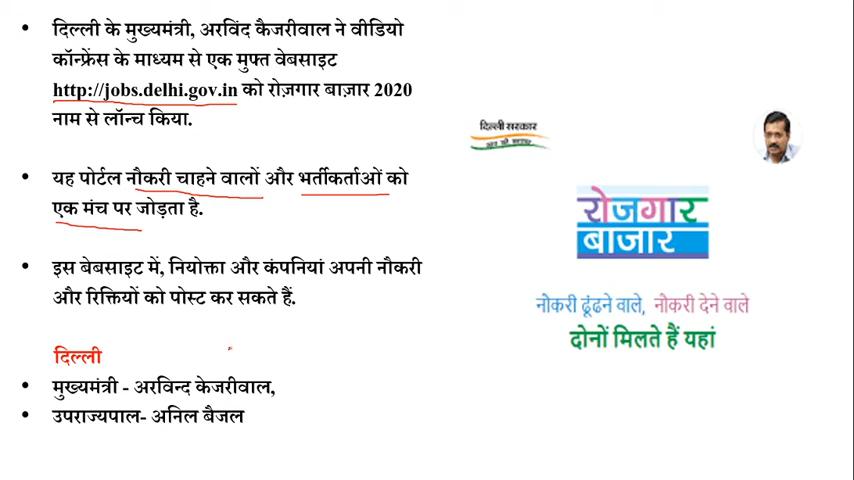 • दिल्ली के मुख्यमंत्री, अरविंद कैजरीवाल ने वीडियो
कॉन्फ्रेंस के माध्यम से एक मुफ्त वेबसाइट
http://jobs.delhi.gov.in को रोज़गार बाज़ार 2020
नाम से लॉन्च किया.
• यह पोर्टल नौकरी चाहने वालों और भर्तीकर्ताओं को
एक मंच पर जोड़ता है.
• इस बेबसाइट में, नियोक्ता और कंपनियां अपनी नौकरी
और रिक्तियों को पोस्ट कर सकते हैं.
दिल्ली
• मुख्यमंत्री - अरविन्द केजरीवाल,
• उपराज्यपाल- अनिल बैजल
दिल्ली सरकार
आप की सरकार
रोजगार
बाजार
नौकरी ढूंढने वाले, नौकरी देने वाले
दोनों मिलते हैं यहां